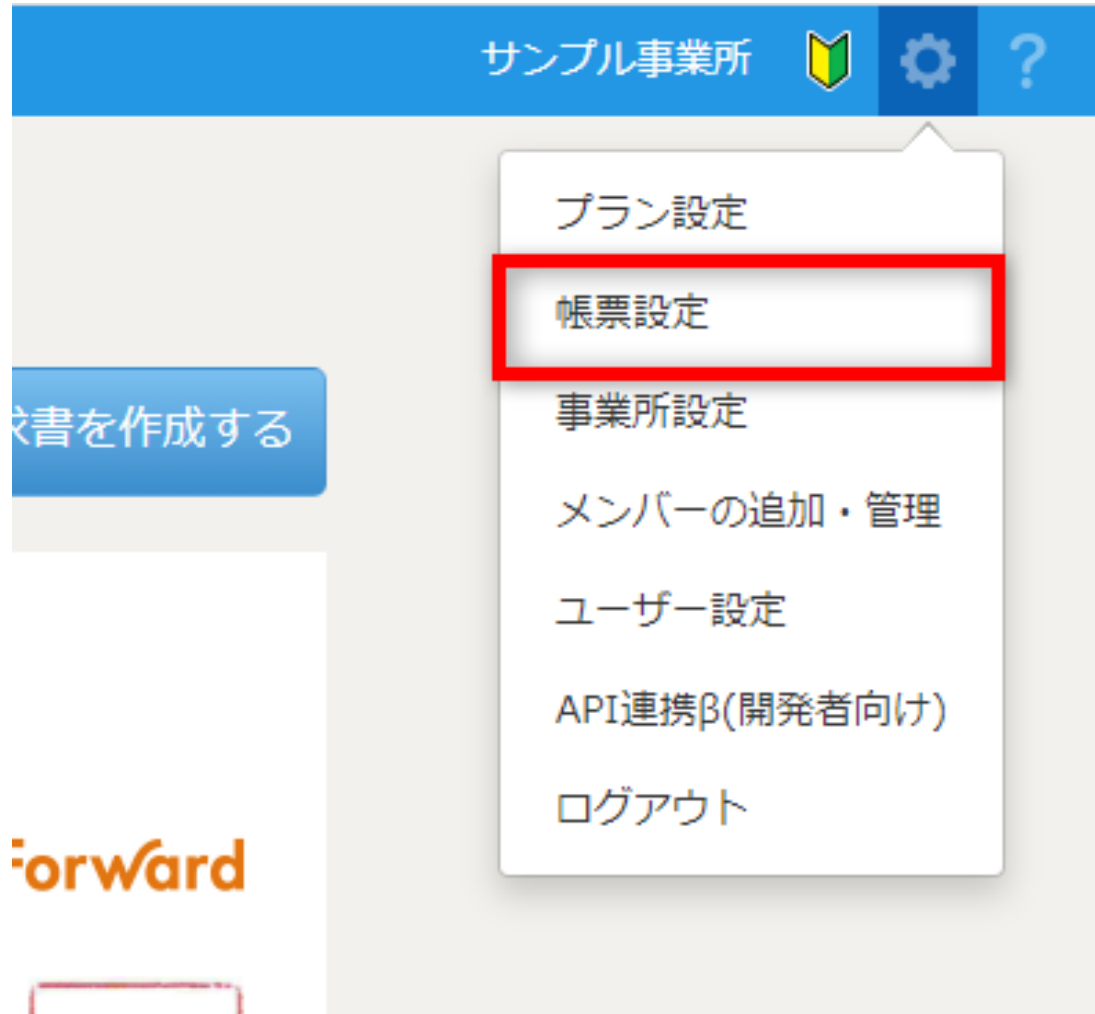 サンプル事業所
?
プラン設定
帳票設定
書を作成する
事業所設定
メンバーの追加・管理
ユーザー設定
API連携β(開発者向け)
ログアウト
orward